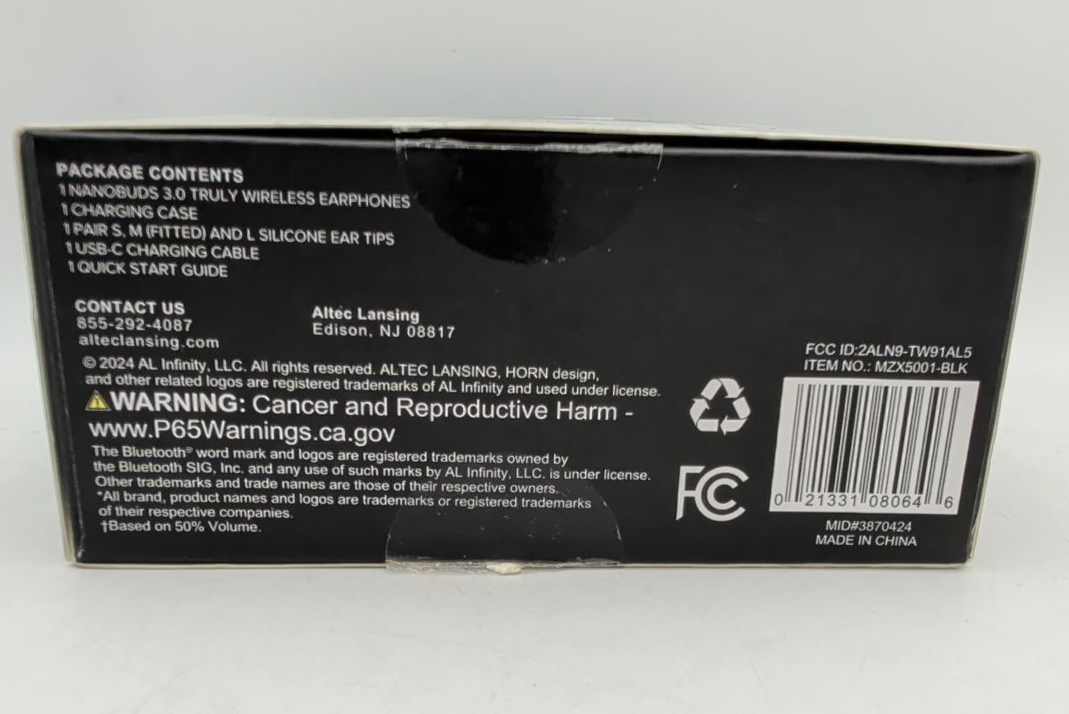 PACKAGE CONTENTS
1 NANOBUDS 3.0 TRULY WIRELESS EARPHONES
1 CHARGING CASE
1 PAIR S, M (FITTED) AND L SILICONE EAR TIPS
1 USB-C CHARGING CABLE
1 QUICK START GUIDE
CONTACT US
855-292-4087
alteclansing.com
Altec Lansing
Edison, NJ 08817
© 2024 AL Infinity, LLC. All rights reserved. ALTEC LANSING, HORN design,
and other related logos are registered trademarks of AL Infinity and used under license.
⚠WARNING: Cancer and Reproductive Harm -
www.P65Warnings.ca.gov
The Bluetooth® word mark and logos are registered trademarks owned by
the Bluetooth SIG, Inc. and any use of such marks by AL Infinity, LLC. is under license.
Other trademarks and trade names are those of their respective owners.
*All brand, product names and logos are trademarks or registered trademarks
of their respective companies.
†Based on 50% Volume.
FC
FCC ID:2ALN9-TW91AL5
ITEM NO.: MZX5001-BLK
0 21331 08064 6
MID#3870424
MADE IN CHINA